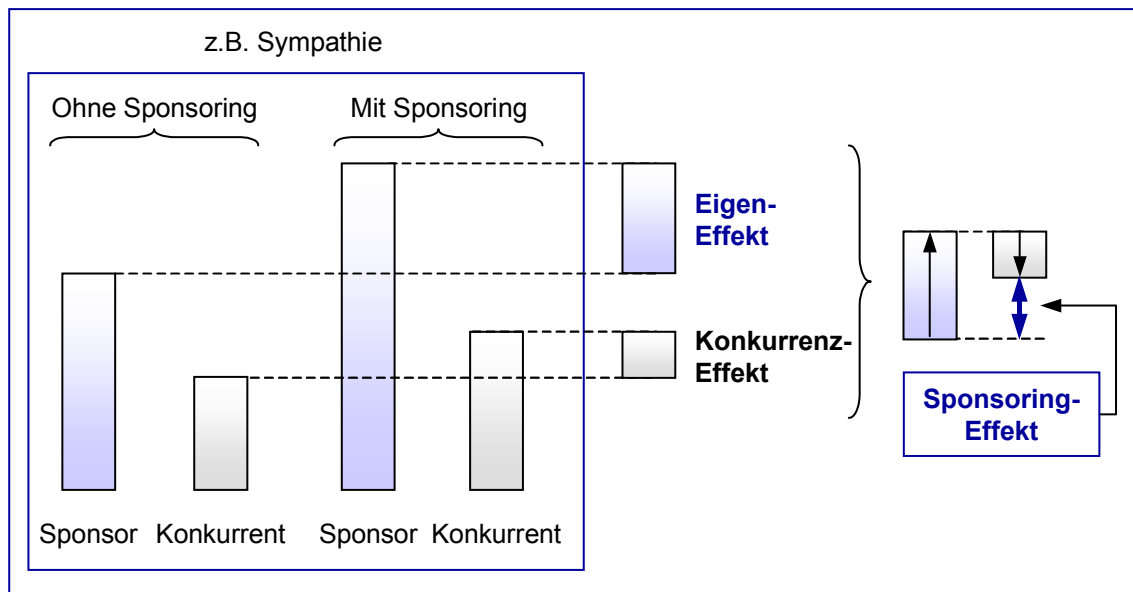 z.B. Sympathie
Ohne Sponsoring
Mit Sponsoring
Eigen-
Effekt
Konkurrenz-
Effekt
Sponsoring-
Effekt
Sponsor
Konkurrent
Sponsor
Konkurrent